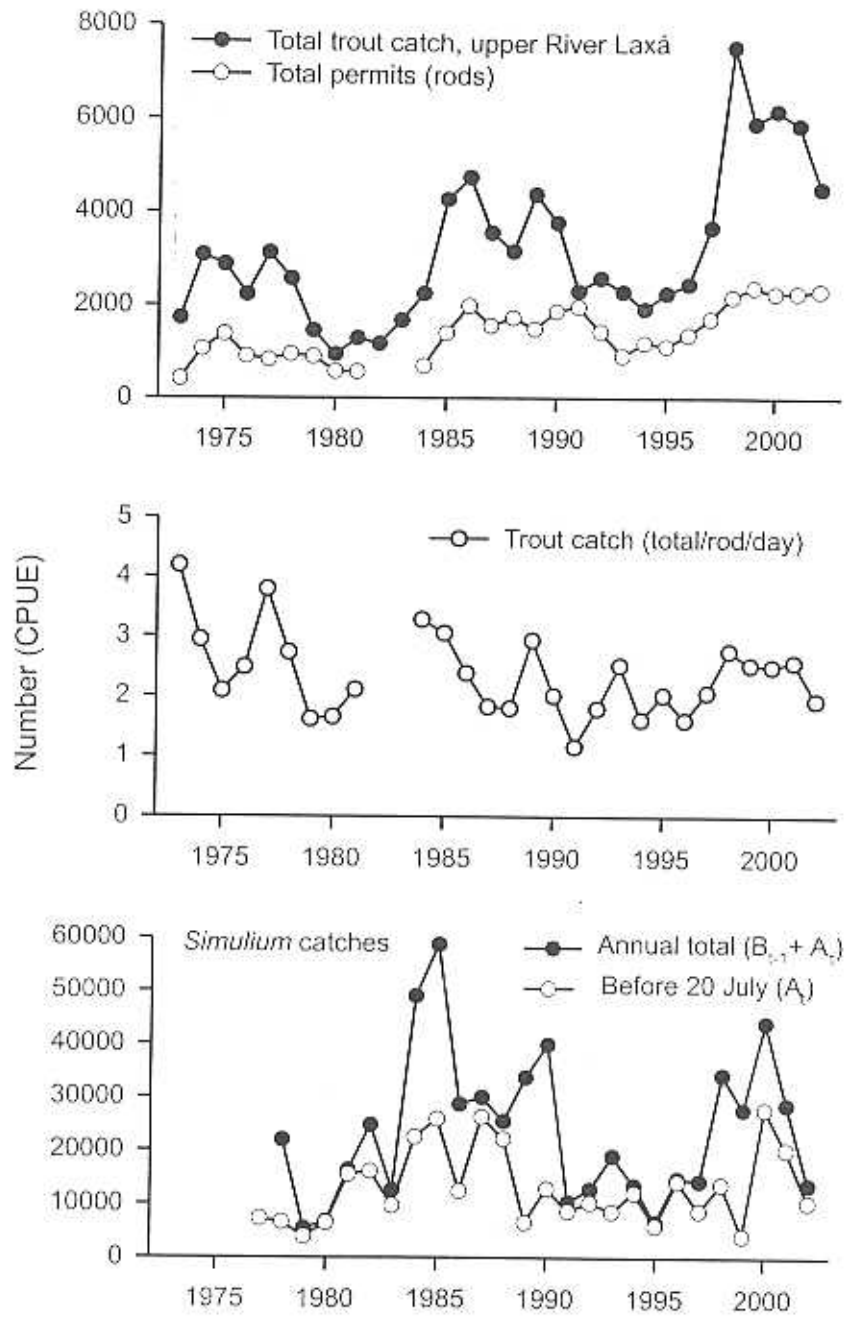 8000
Total trout catch, upper River Laxá
Total permits (rods)
6000
4000
2000
0
1975 1980 1985 1990 1995 2000
Number (CPUE)
5
Trout catch (total/rod/day)
4
3
2
1
0
1975 1980 1985 1990 1995 2000
60000
Simulium catches
Annual total (Bₜ₋₁+ Aₜ)
50000
Before 20 July (Aₜ)
40000
30000
20000
10000
0
1975 1980 1985 1990 1995 2000